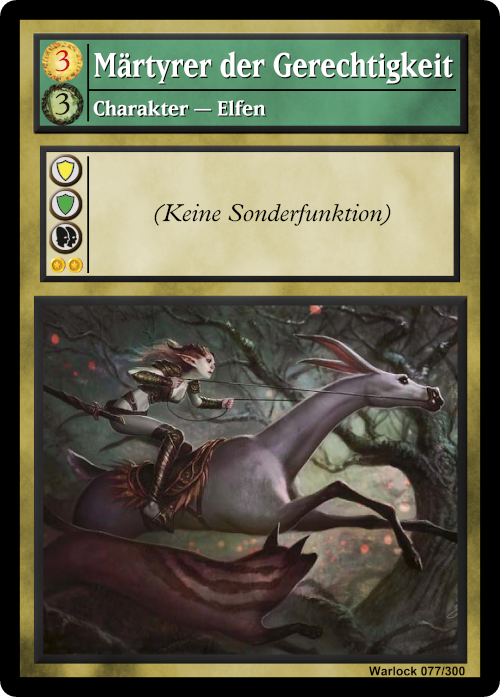 3 Märtyrer der Gerechtigkeit
3 Charakter — Elfen
(Keine Sonderfunktion)
Warlock 077/300